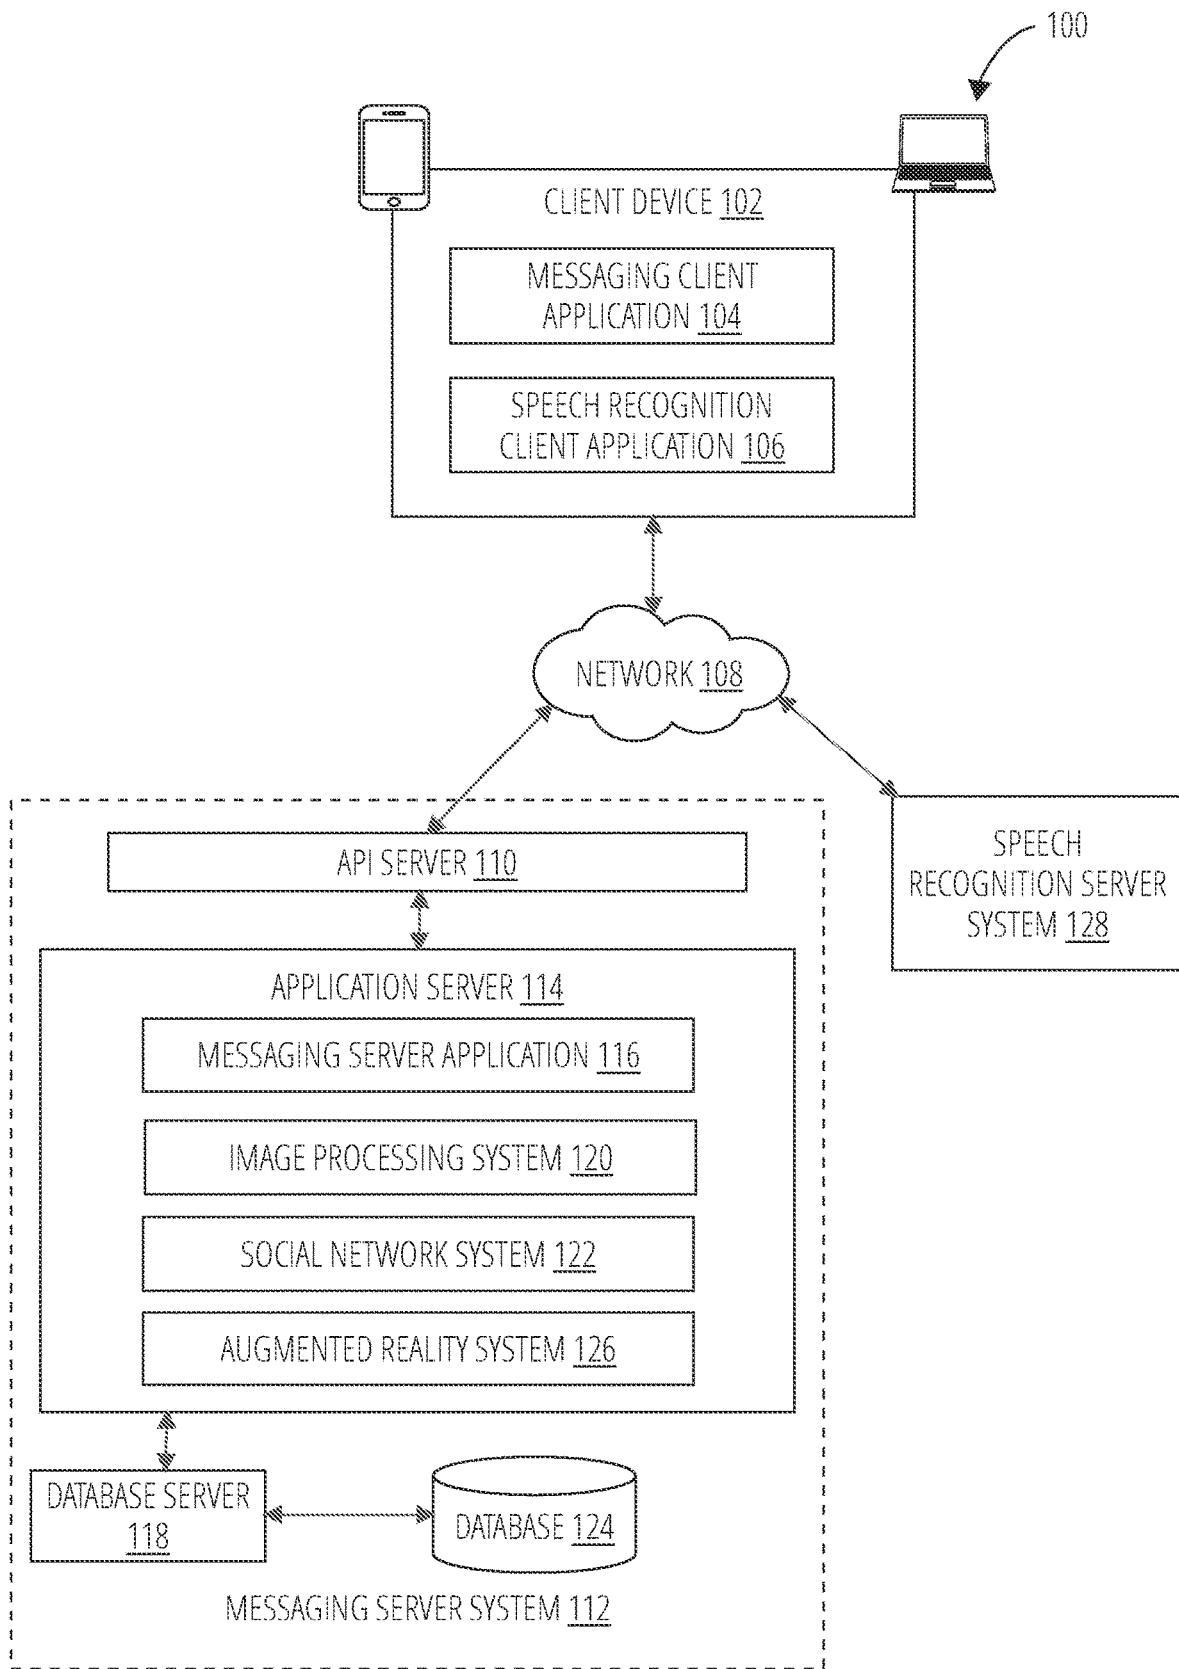 100
CLIENT DEVICE 102
MESSAGING CLIENT
APPLICATION 104
SPEECH RECOGNITION
CLIENT APPLICATION 106
NETWORK 108
API SERVER 110
SPEECH
RECOGNITION SERVER
SYSTEM 128
APPLICATION SERVER 114
MESSAGING SERVER APPLICATION 116
IMAGE PROCESSING SYSTEM 120
SOCIAL NETWORK SYSTEM 122
AUGMENTED REALITY SYSTEM 126
DATABASE SERVER
118
DATABASE 124
MESSAGING SERVER SYSTEM 112